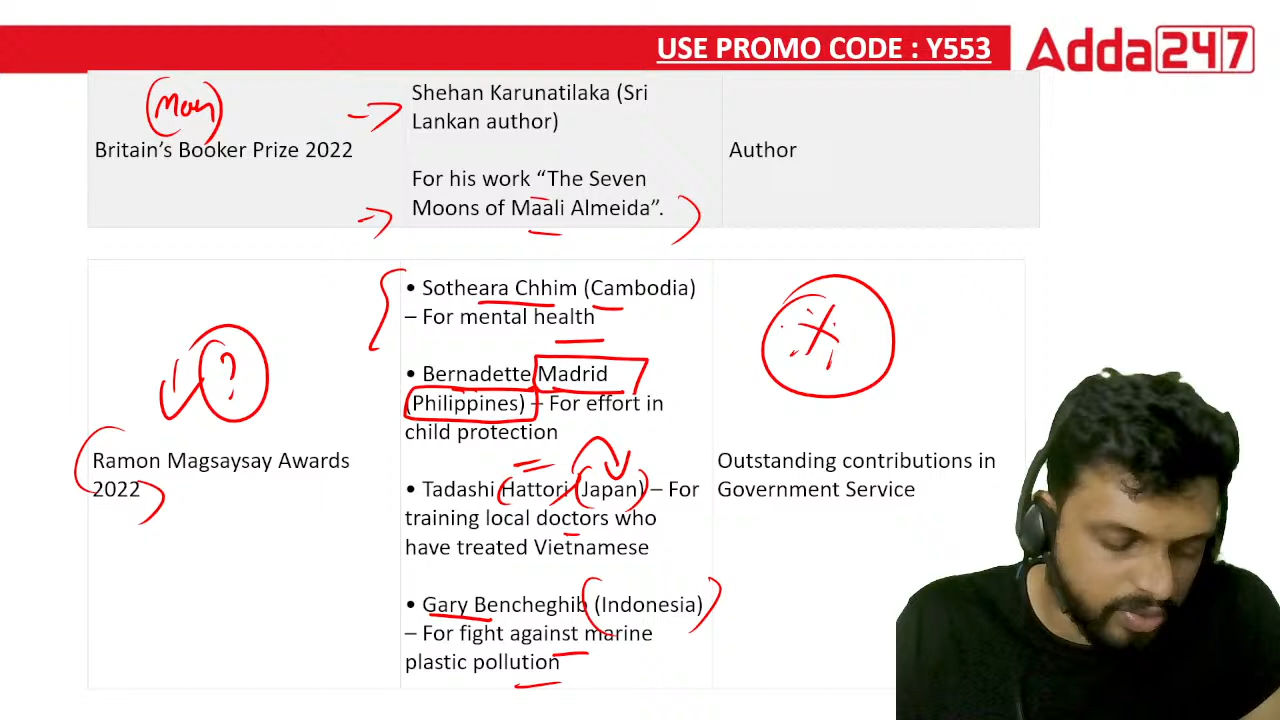 USE PROMO CODE : Y553
Adda247
Shehan Karunatilaka (Sri
Lankan author)
Britain's Booker Prize 2022
Author
For his work “The Seven
Moons of Maali Almeida”.
• Sotheara Chhim (Cambodia)
– For mental health
• Bernadette Madrid
(Philippines) – For effort in
child protection
?
Ramon Magsaysay Awards
2022
Outstanding contributions in
Government Service
• Tadashi Hattori (Japan) – For
training local doctors who
have treated Vietnamese
• Gary Bencheghib (Indonesia)
– For fight against marine
plastic pollution